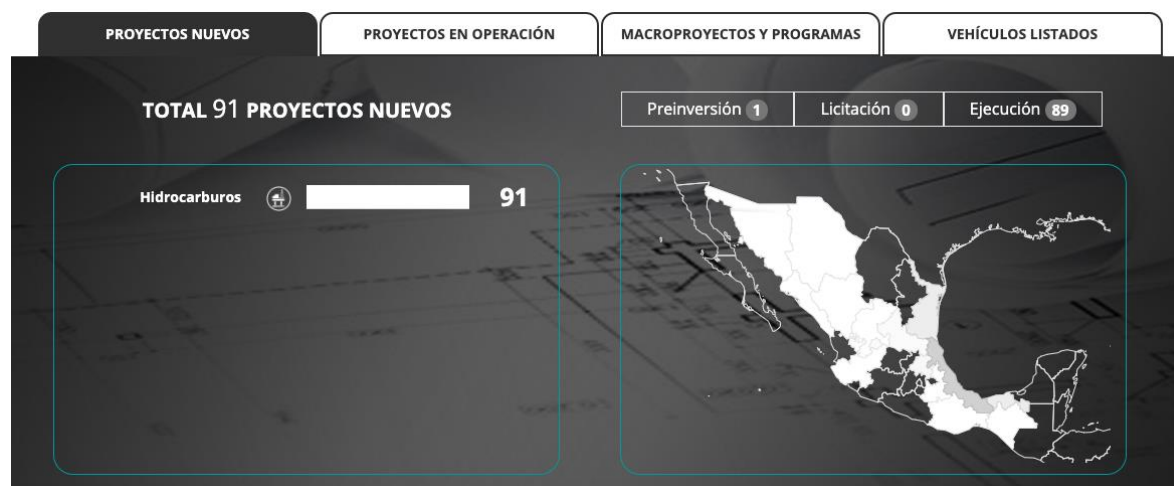 PROYECTOS NUEVOS
PROYECTOS EN OPERACIÓN
MACROPROYECTOS Y PROGRAMAS
VEHÍCULOS LISTADOS
TOTAL 91 PROYECTOS NUEVOS
Preinversión 1
Licitación 0
Ejecución 89
Hidrocarburos 91